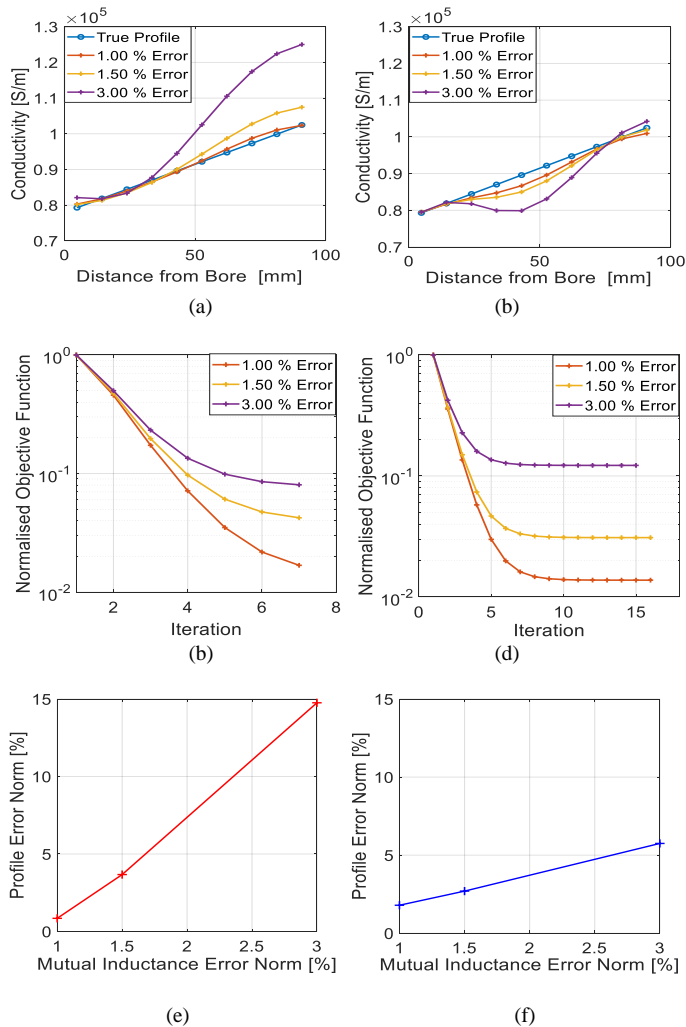 ×10^5
1.3
1.2
1.1
1
0.9
0.8
0.7
Conductivity [S/m]
True Profile
1.00 % Error
1.50 % Error
3.00 % Error
0 50 100
Distance from Bore [mm]
(a)
×10^5
1.3
1.2
1.1
1
0.9
0.8
0.7
Conductivity [S/m]
True Profile
1.00 % Error
1.50 % Error
3.00 % Error
0 50 100
Distance from Bore [mm]
(b)
10^0
10^-1
10^-2
Normalised Objective Function
1.00 % Error
1.50 % Error
3.00 % Error
2 4 6 8
Iteration
(b)
10^0
10^-1
10^-2
Normalised Objective Function
1.00 % Error
1.50 % Error
3.00 % Error
0 5 10 15
Iteration
(d)
15
10
5
0
Profile Error Norm [%]
1 1.5 2 2.5 3
Mutual Inductance Error Norm [%]
(e)
15
10
5
0
Profile Error Norm [%]
1 1.5 2 2.5 3
Mutual Inductance Error Norm [%]
(f)